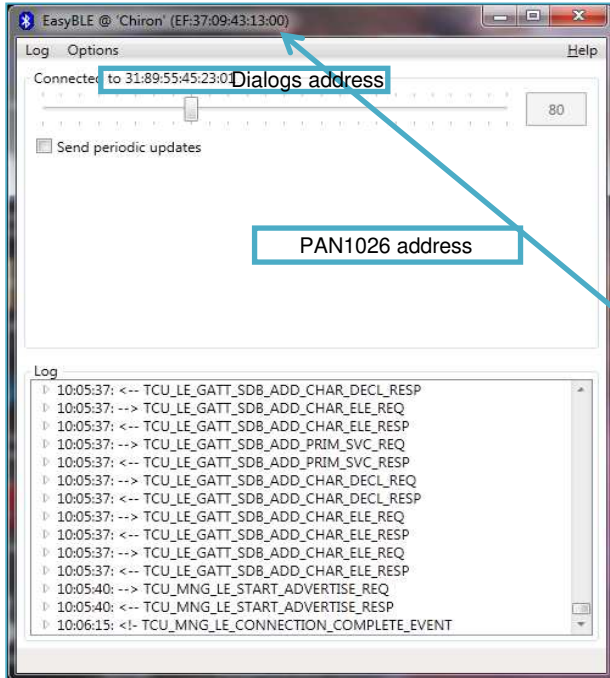 EasyBLE @ 'Chiron' (EF:37:09:43:13:00)
Log Options Help
Connected to 31:89:55:45:23:01 Dialogs address
80
Send periodic updates
PAN1026 address
Log
10:05:37: <-- TCU_LE_GATT_SDB_ADD_CHAR_DECL_RESP
10:05:37: --> TCU_LE_GATT_SDB_ADD_CHAR_ELE_REQ
10:05:37: <-- TCU_LE_GATT_SDB_ADD_CHAR_ELE_RESP
10:05:37: --> TCU_LE_GATT_SDB_ADD_PRIM_SVC_REQ
10:05:37: <-- TCU_LE_GATT_SDB_ADD_PRIM_SVC_RESP
10:05:37: --> TCU_LE_GATT_SDB_ADD_CHAR_DECL_REQ
10:05:37: <-- TCU_LE_GATT_SDB_ADD_CHAR_DECL_RESP
10:05:37: --> TCU_LE_GATT_SDB_ADD_CHAR_ELE_REQ
10:05:37: <-- TCU_LE_GATT_SDB_ADD_CHAR_ELE_RESP
10:05:37: --> TCU_LE_GATT_SDB_ADD_CHAR_ELE_REQ
10:05:37: <-- TCU_LE_GATT_SDB_ADD_CHAR_ELE_RESP
10:05:40: --> TCU_MNG_LE_START_ADVERTISE_REQ
10:05:40: <-- TCU_MNG_LE_START_ADVERTISE_RESP
10:06:15: <!- TCU_MNG_LE_CONNECTION_COMPLETE_EVENT